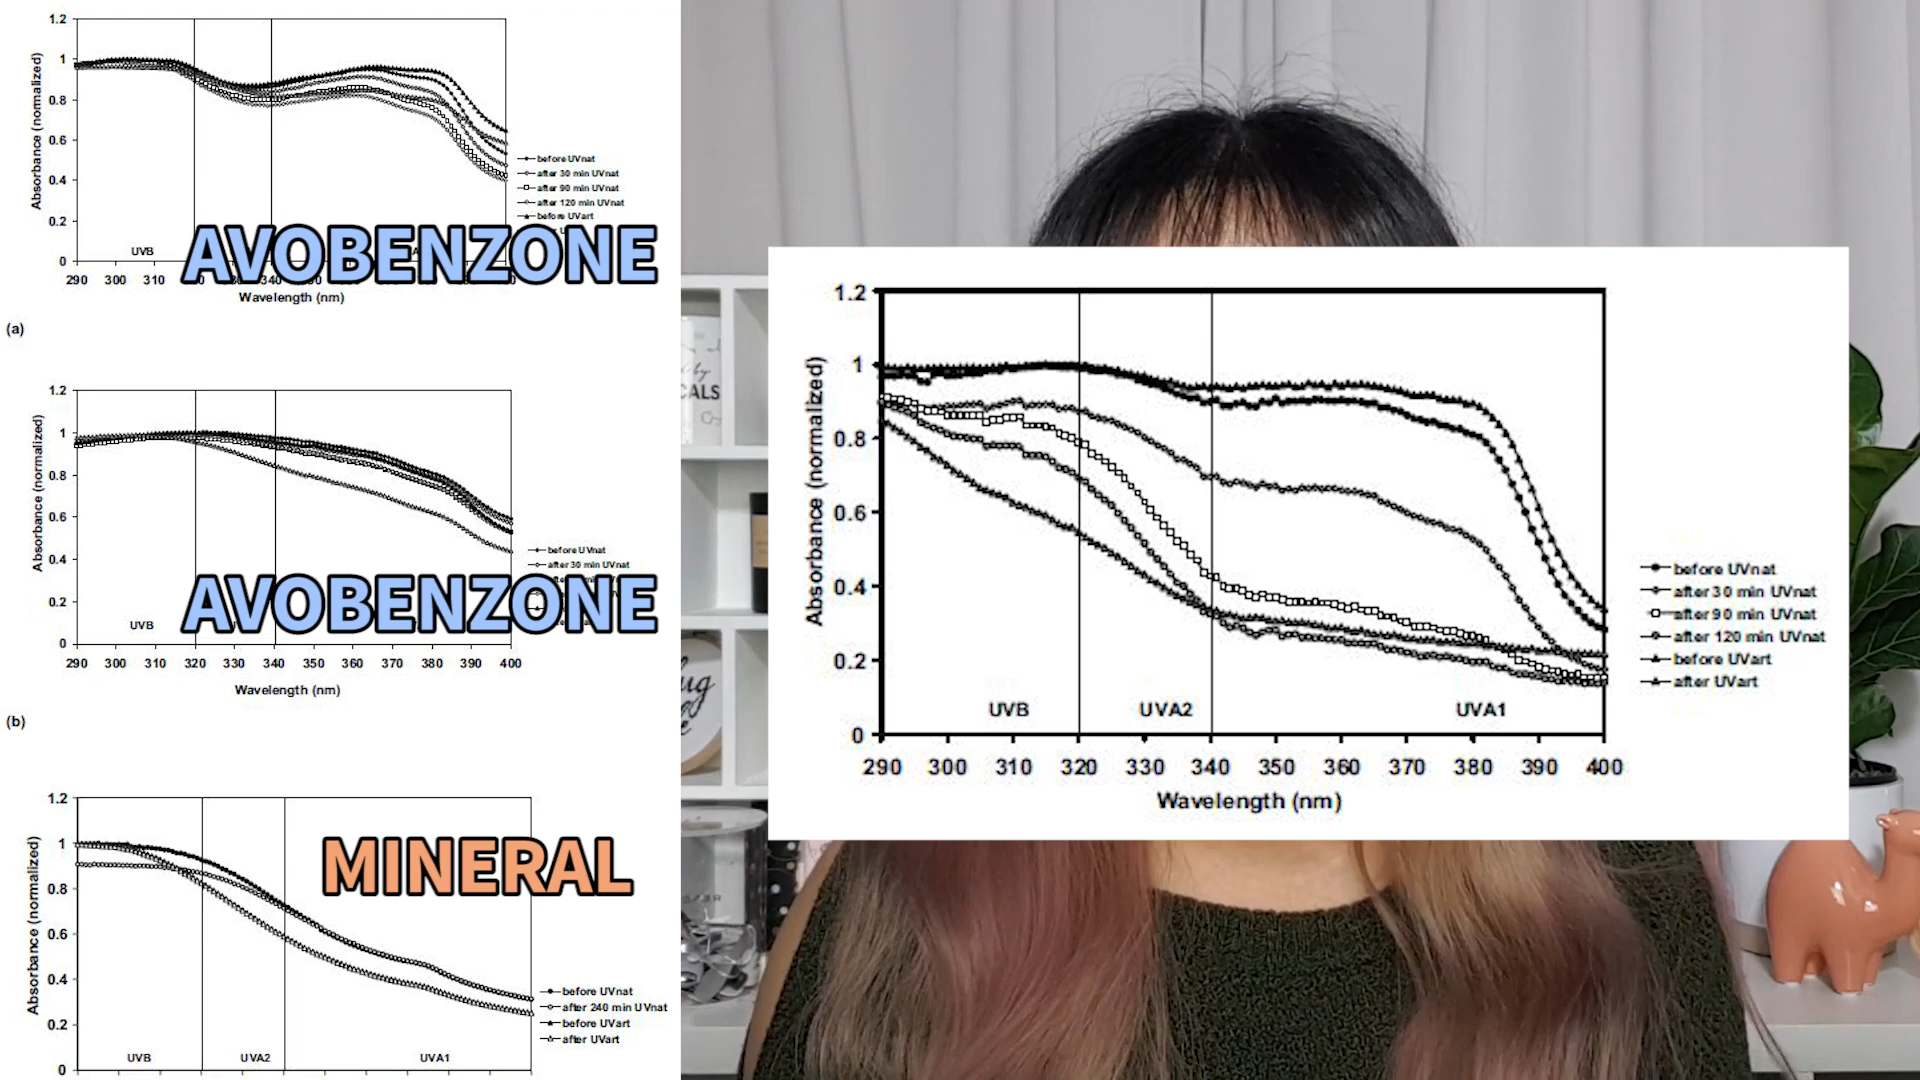 1.2
1
0.8
0.6
0.4
0.2
0
Absorbance (normalized)
before UVnat
after 30 min UVnat
after 90 min UVnat
after 120 min UVnat
before UVart
UVB
AVOBENZONE
290 300 310
Wavelength (nm)
(a)
1.2
1
0.8
0.6
0.4
0.2
0
Absorbance (normalized)
before UVnat
after 30 min UVnat
UVB
AVOBENZONE
290 300 310 320 330 340 350 360 370 380 390 400
Wavelength (nm)
(b)
1.2
1
0.8
0.6
0.4
0.2
0
Absorbance (normalized)
MINERAL
before UVnat
after 240 min UVnat
before UVart
after UVart
UVB UVA2 UVA1
1.2
1
0.8
0.6
0.4
0.2
0
Absorbance (normalized)
before UVnat
after 30 min UVnat
after 90 min UVnat
after 120 min UVnat
before UVart
after UVart
UVB UVA2 UVA1
290 300 310 320 330 340 350 360 370 380 390 400
Wavelength (nm)
by
CALS
ug